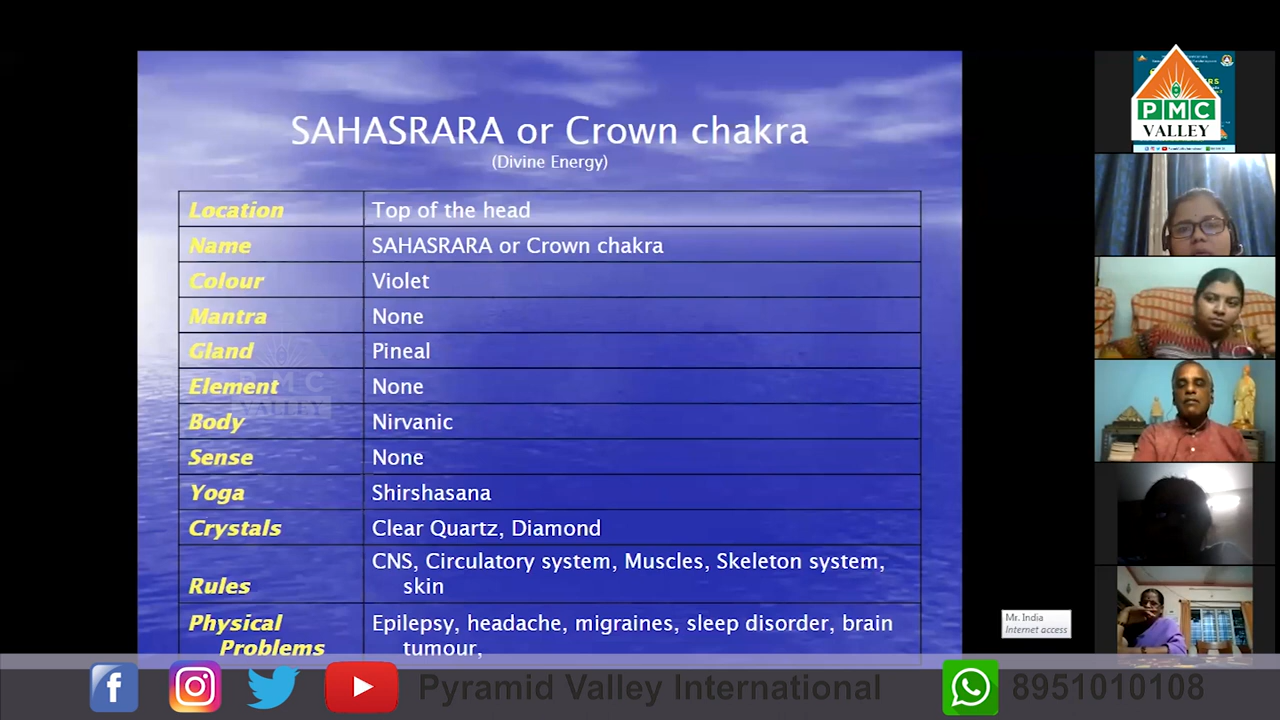 SAHASRARA or Crown chakra
(Divine Energy)
Location Top of the head
Name SAHASRARA or Crown chakra
Colour Violet
Mantra None
Gland Pineal
Element None
Body Nirvanic
Sense None
Yoga Shirshasana
Crystals Clear Quartz, Diamond
Rules CNS, Circulatory system, Muscles, Skeleton system,
skin
Physical Epilepsy, headache, migraines, sleep disorder, brain
Problems tumour,
PMC
VALLEY
PMC
VALLEY
Mr. India
Internet access
Pyramid Valley International
8951010108